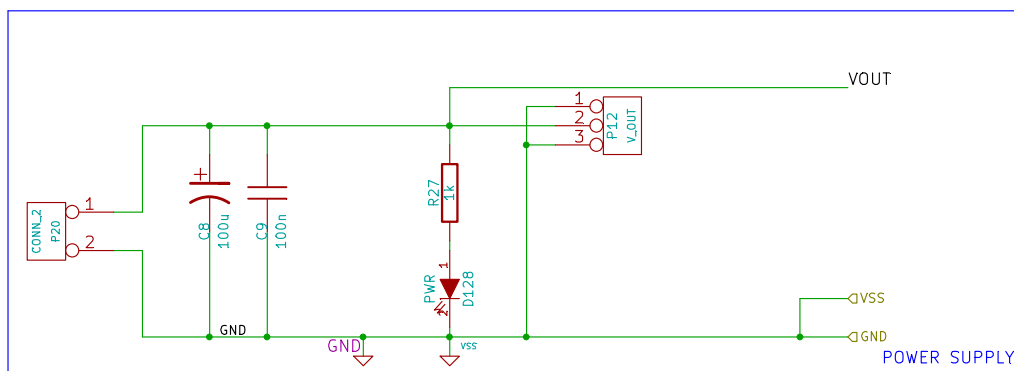 VOUT
1
2
3
P12
V_OUT
CONN_2
P20
1
2
C8
100u
C9
100n
R27
1k
1
PWR
D128
2
GND
GND
VSS
VSS
GND
POWER SUPPLY